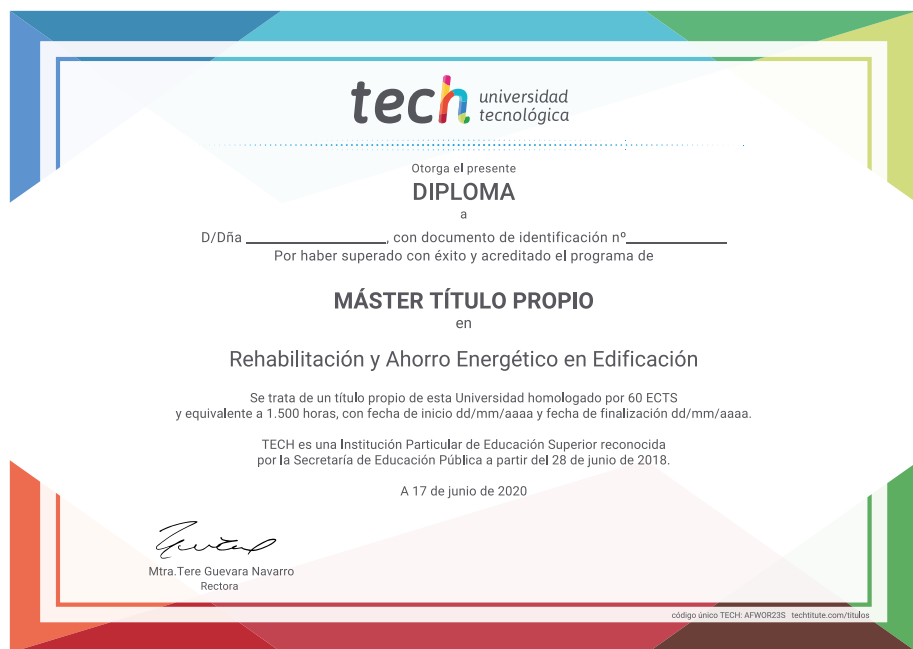 tech universidad
tecnológica
Otorga el presente
DIPLOMA
a
D/Dña ____________________, con documento de identificación nº______________
Por haber superado con éxito y acreditado el programa de
MÁSTER TÍTULO PROPIO
en
Rehabilitación y Ahorro Energético en Edificación
Se trata de un título propio de esta Universidad homologado por 60 ECTS
y equivalente a 1.500 horas, con fecha de inicio dd/mm/aaaa y fecha de finalización dd/mm/aaaa.
TECH es una Institución Particular de Educación Superior reconocida
por la Secretaría de Educación Pública a partir del 28 de junio de 2018.
A 17 de junio de 2020
Mtra.Tere Guevara Navarro
Rectora
código único TECH: AFWOR23S techtitute.com/titulos